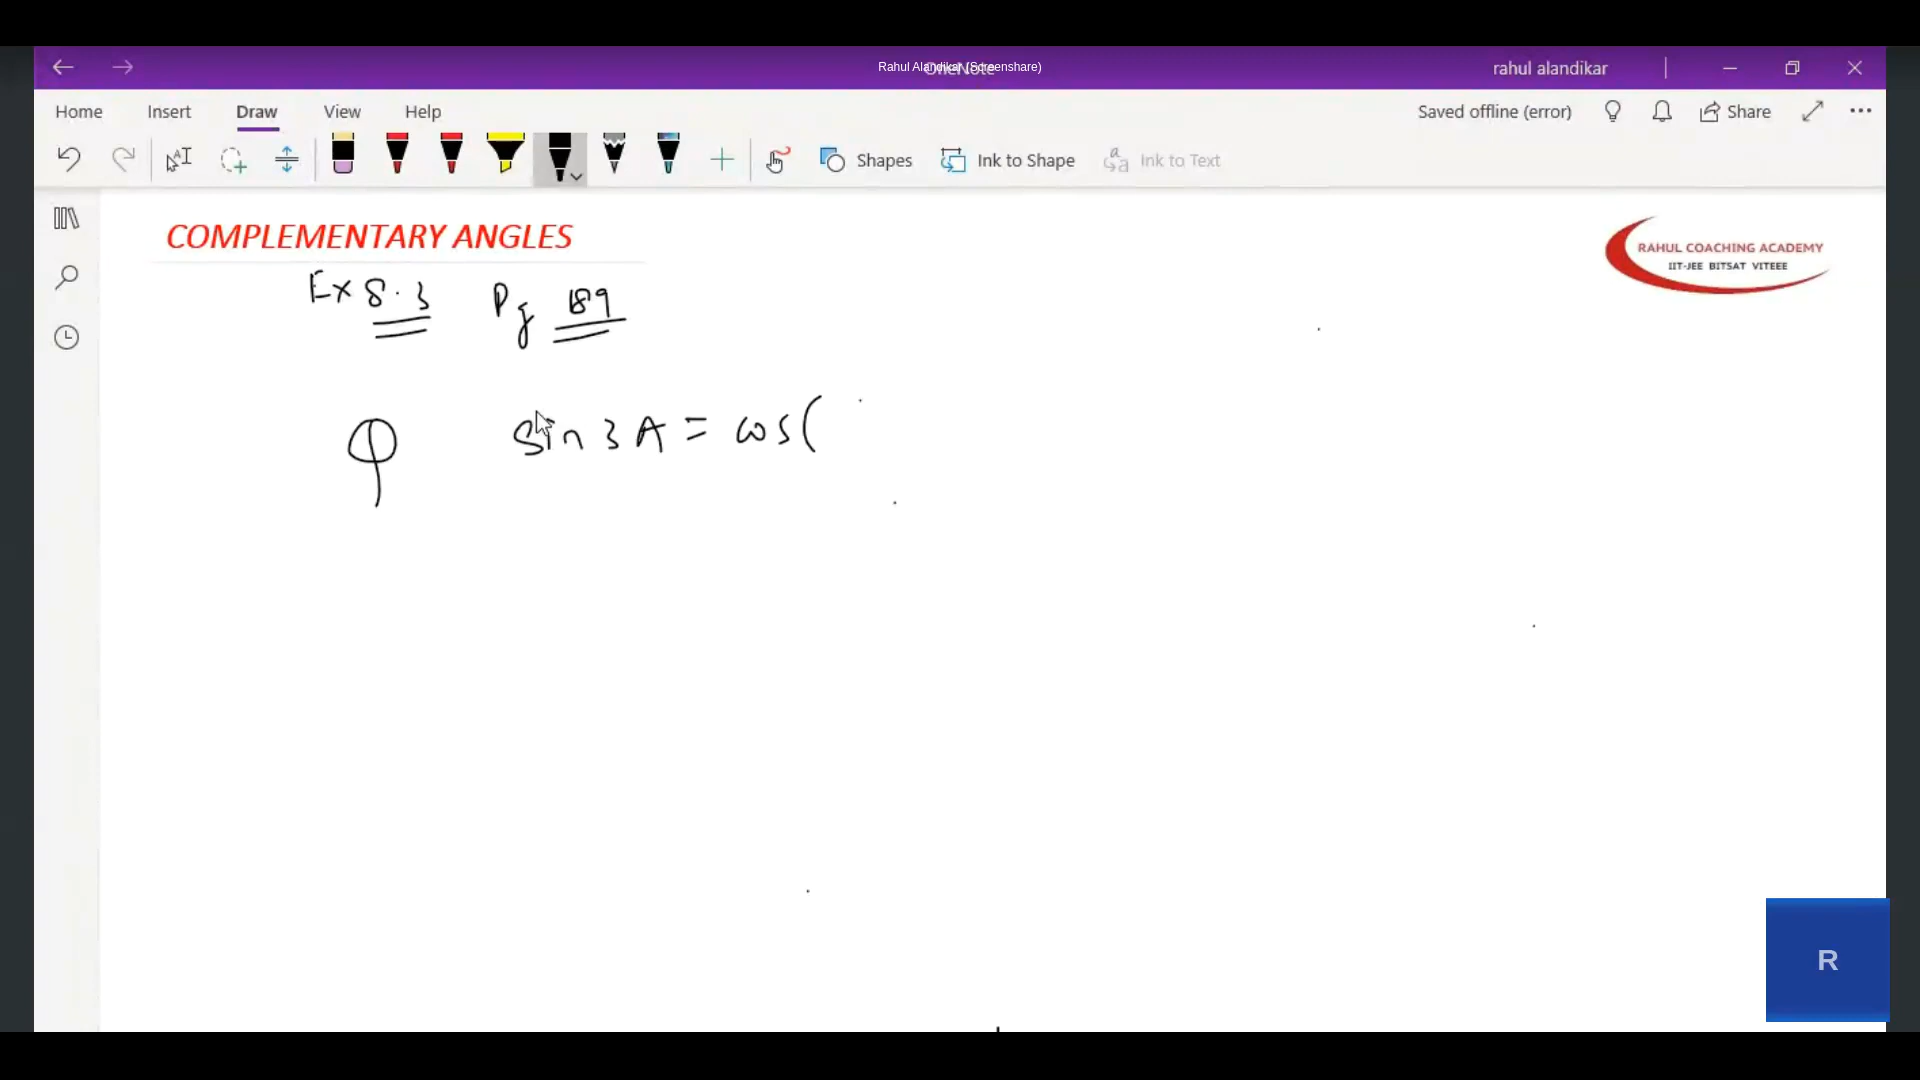 Rahul Alandikar (Screenshare)
rahul alandikar
Home Insert Draw View Help
Saved offline (error) Share
Shapes Ink to Shape Ink to Text
COMPLEMENTARY ANGLES
RAHUL COACHING ACADEMY
IIT-JEE BITSAT VITEEE
Ex 8.3 Pg 189
Q sin 3A = cos(
R